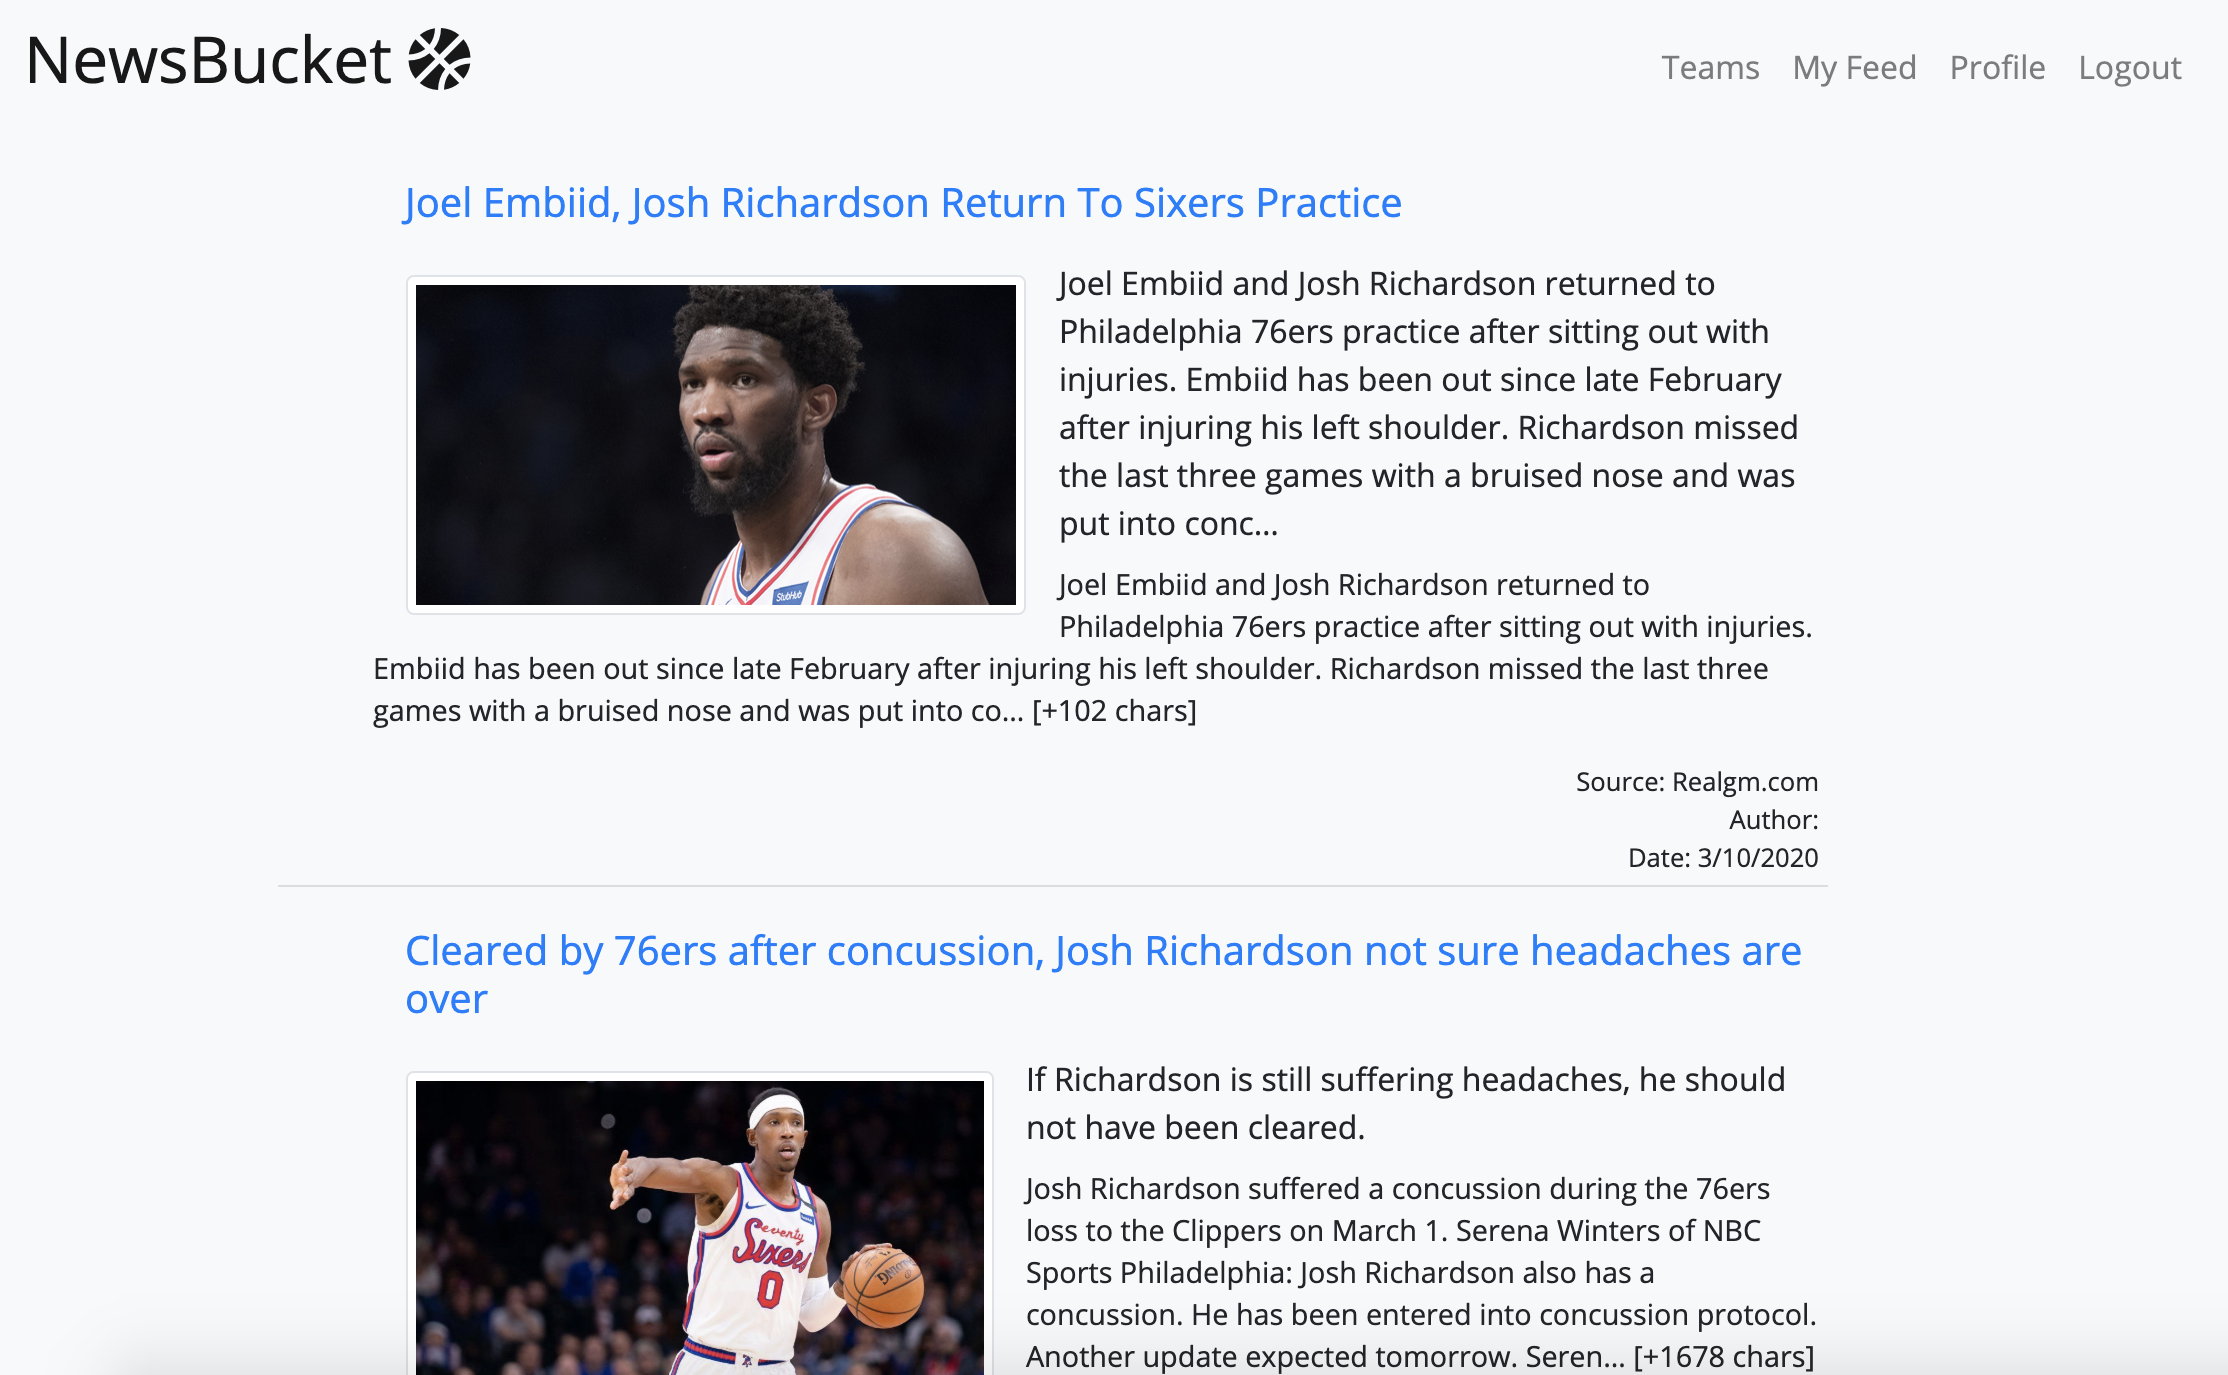 NewsBucket
Teams My Feed Profile Logout
Joel Embiid, Josh Richardson Return To Sixers Practice
Joel Embiid and Josh Richardson returned to
Philadelphia 76ers practice after sitting out with
injuries. Embiid has been out since late February
after injuring his left shoulder. Richardson missed
the last three games with a bruised nose and was
put into conc...
StubHub
Joel Embiid and Josh Richardson returned to
Philadelphia 76ers practice after sitting out with injuries.
Embiid has been out since late February after injuring his left shoulder. Richardson missed the last three
games with a bruised nose and was put into co... [+102 chars]
Source: Realgm.com
Author:
Date: 3/10/2020
Cleared by 76ers after concussion, Josh Richardson not sure headaches are
over
If Richardson is still suffering headaches, he should
not have been cleared.
Josh Richardson suffered a concussion during the 76ers
loss to the Clippers on March 1. Serena Winters of NBC
Sports Philadelphia: Josh Richardson also has a
concussion. He has been entered into concussion protocol.
Another update expected tomorrow. Seren... [+1678 chars]
Seventy
Sixers
0